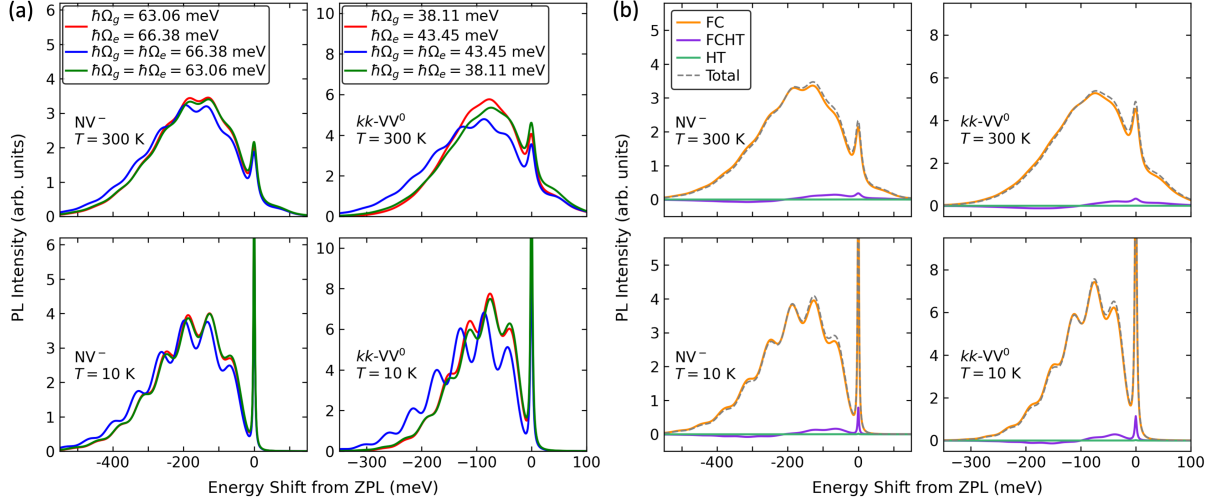 (a)
6
5
4
3
2
1
0
ℏΩg = 63.06 meV
ℏΩe = 66.38 meV
ℏΩg = ℏΩe = 66.38 meV
ℏΩg = ℏΩe = 63.06 meV
NV−
T = 300 K
10
8
6
4
2
0
ℏΩg = 38.11 meV
ℏΩe = 43.45 meV
ℏΩg = ℏΩe = 43.45 meV
ℏΩg = ℏΩe = 38.11 meV
kk-VV0
T = 300 K
6
5
4
3
2
1
0
NV−
T = 10 K
-400
-200
0
10
8
6
4
2
0
kk-VV0
T = 10 K
−300
−200
−100
0
100
PL Intensity (arb. units)
Energy Shift from ZPL (meV)
(b)
5
4
3
2
1
0
FC
FCHT
HT
Total
NV−
T = 300 K
8
6
4
2
0
kk-VV0
T = 300 K
5
4
3
2
1
0
NV−
T = 10 K
-400
-200
0
8
6
4
2
0
kk-VV0
T = 10 K
−300
−200
−100
0
100
PL Intensity (arb. units)
Energy Shift from ZPL (meV)